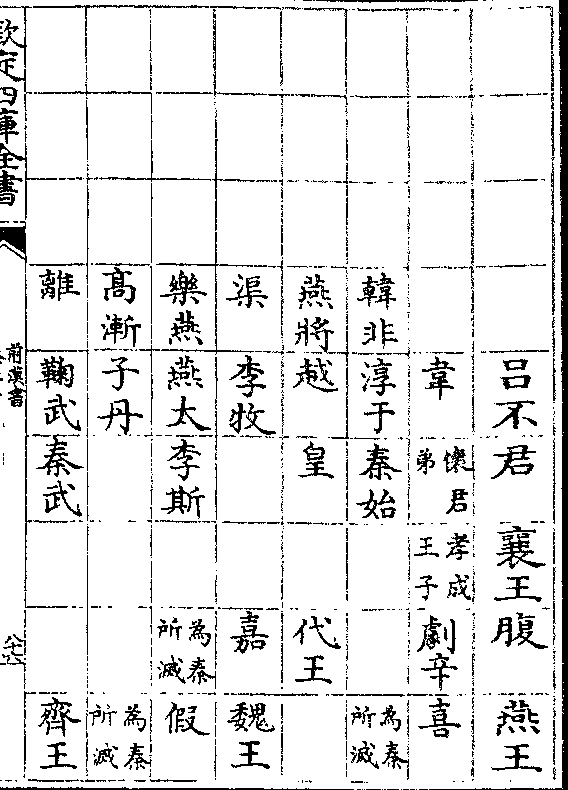 呂不 君 襄王 腹 燕王
韋 懷君弟 孝成王子 劇辛 喜
韓非 淳于 秦始 為秦所滅
燕將 越 皇 代王
渠 李牧 嘉 魏王
樂燕 燕太 李斯 為秦所滅 假
高漸 子丹 為秦所滅
離 鞠武 秦武 齊王
欽定四庫全書
前漢書